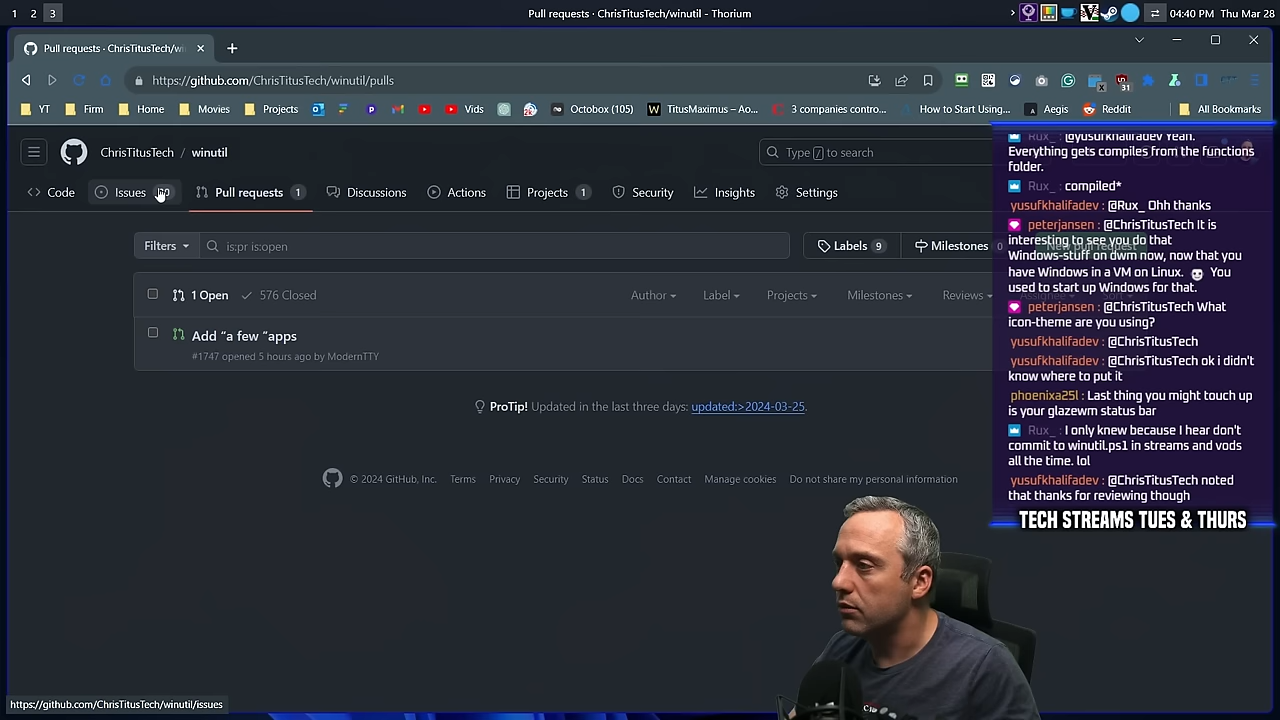 1 2 3
Pull requests · ChrisTitusTech/winutil - Thorium
04:40 PM Thu Mar 28
Pull requests · ChrisTitusTech/wi
https://github.com/ChrisTitusTech/winutil/pulls
YT Firm Home Movies Projects Vids Octobox (105) TitusMaximus – Ao... 3 companies contro... How to Start Using... Aegis Reddit All Bookmarks
31
ChrisTitusTech / winutil
Type / to search
Code Issues Pull requests 1 Discussions Actions Projects 1 Security Insights Settings
Filters is:pr is:open
Labels 9 Milestones 0 New pull request
1 Open 576 Closed
Author Label Projects Milestones Reviews Assignee Sort
Add “a few “apps
#1747 opened 5 hours ago by ModernTTY
ProTip! Updated in the last three days: updated:>2024-03-25.
© 2024 GitHub, Inc. Terms Privacy Security Status Docs Contact Manage cookies Do not share my personal information
Rux_ : @yusufkhalifadev Yeah.
Everything gets compiles from the functions
folder.
Rux_ : compiled*
yusufkhalifadev : @Rux_ Ohh thanks
peterjansen : @ChrisTitusTech It is
interesting to see you do that
Windows-stuff on dwm now, now that you
have Windows in a VM on Linux. You
used to start up Windows for that.
peterjansen : @ChrisTitusTech What
icon-theme are you using?
yusufkhalifadev : @ChrisTitusTech
yusufkhalifadev : @ChrisTitusTech ok i didn't
know where to put it
phoenixa25l : Last thing you might touch up
is your glazewm status bar
Rux_ : I only knew because I hear don't
commit to winutil.ps1 in streams and vods
all the time. lol
yusufkhalifadev : @ChrisTitusTech noted
that thanks for reviewing though
TECH STREAMS TUES & THURS
https://github.com/ChrisTitusTech/winutil/issues